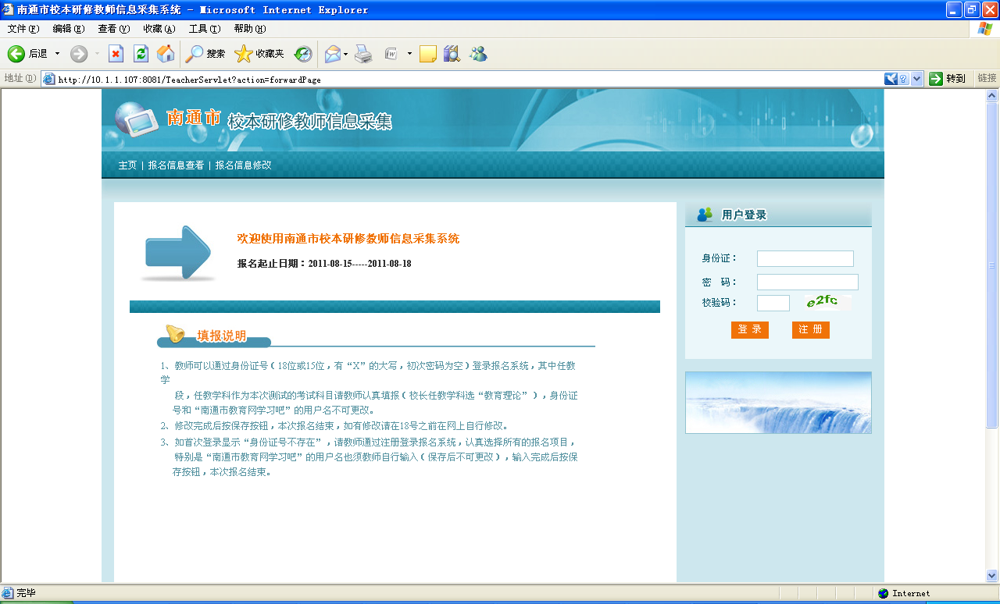 南通市校本研修教师信息采集系统 - Microsoft Internet Explorer
文件(F) 编辑(E) 查看(V) 收藏(A) 工具(T) 帮助(H)
后退 搜索 收藏夹
地址(D) http://10.1.1.107:8081/TeacherServlet?action=forwardPage 转到 链接
南通市 校本研修教师信息采集
主页 | 报名信息查看 | 报名信息修改
欢迎使用南通市校本研修教师信息采集系统
报名起止日期：2011-08-15-----2011-08-18
填报说明
1、教师可以通过身份证号（18位或15位，有“X”的大写，初次密码为空）登录报名系统，其中任教
学
段，任教学科作为本次测试的考试科目请教师认真填报（校长任教学科选“教育理论”），身份证
号和“南通市教育网学习吧”的用户名不可更改。
2、修改完成后按保存按钮，本次报名结束，如有修改请在18号之前在网上自行修改。
3、如首次登录显示“身份证号不存在”，请教师通过注册登录报名系统，认真选择所有的报名项目，
特别是“南通市教育网学习吧”的用户名也须教师自行输入（保存后不可更改），输入完成后按保
存按钮，本次报名结束。
用户登录
身份证：
密 码：
校验码： e2fc
登 录 注 册
完毕 Internet